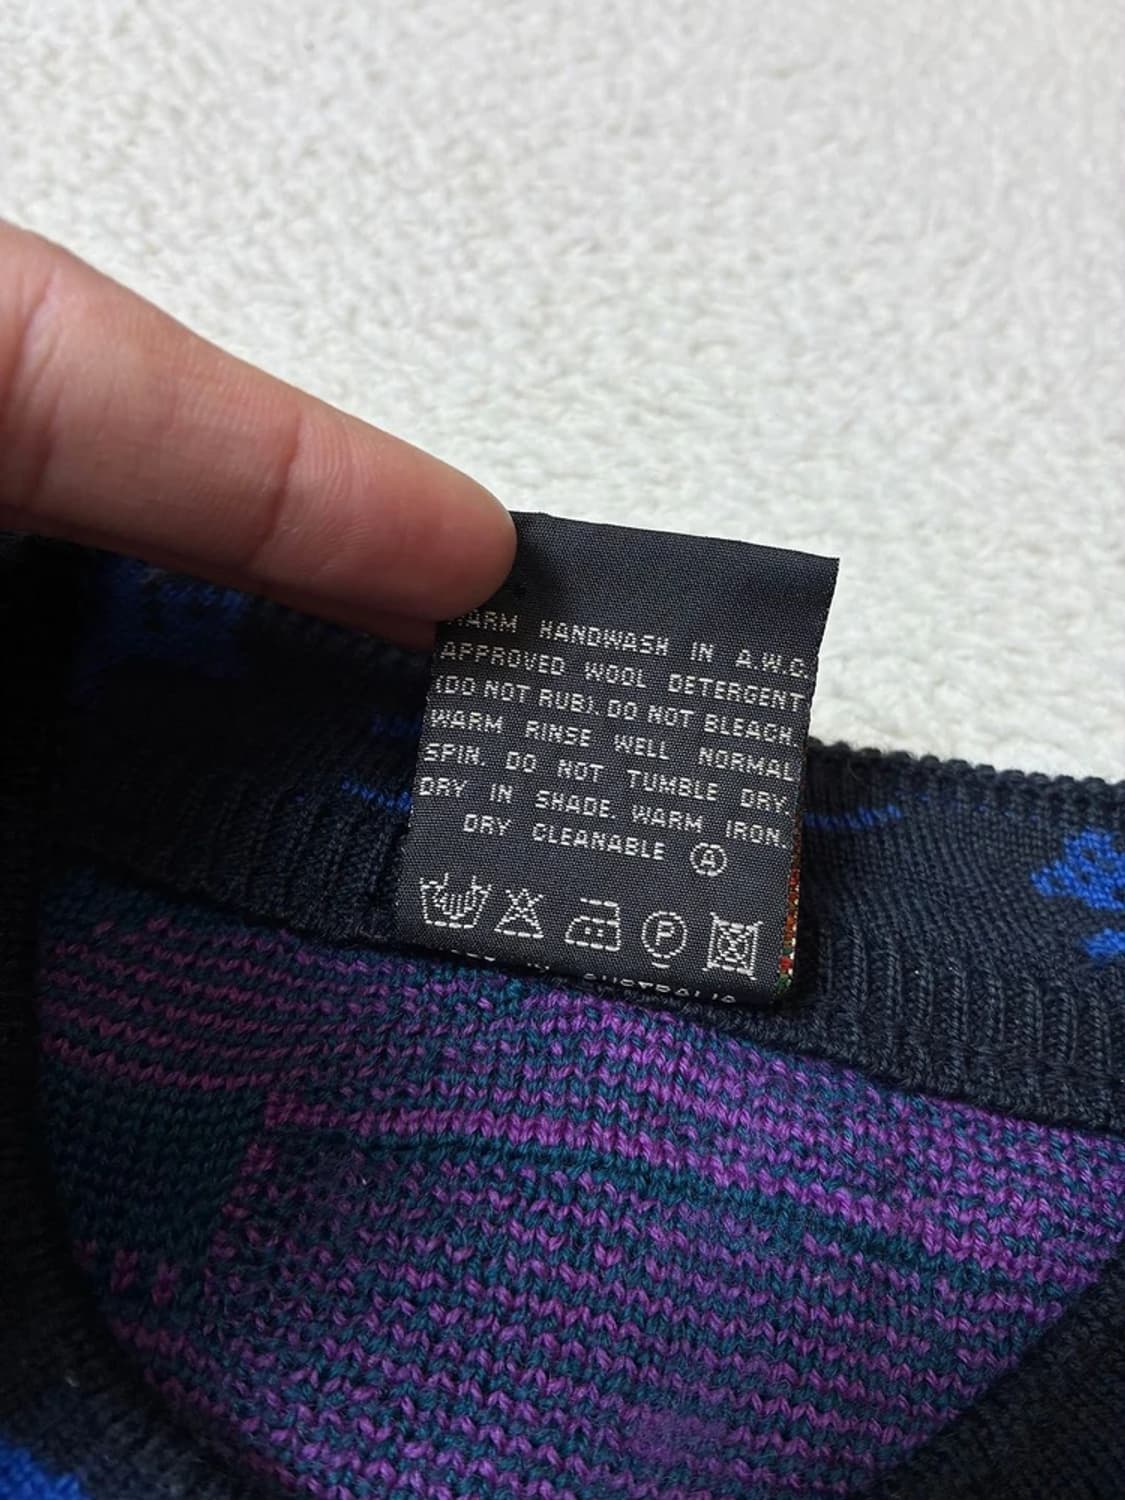 WARM HANDWASH IN A.W.C.
APPROVED WOOL DETERGENT
(DO NOT RUB). DO NOT BLEACH.
WARM RINSE WELL NORMAL
SPIN. DO NOT TUMBLE DRY.
DRY IN SHADE. WARM IRON.
DRY CLEANABLE Ⓐ
P
AUSTRALIA